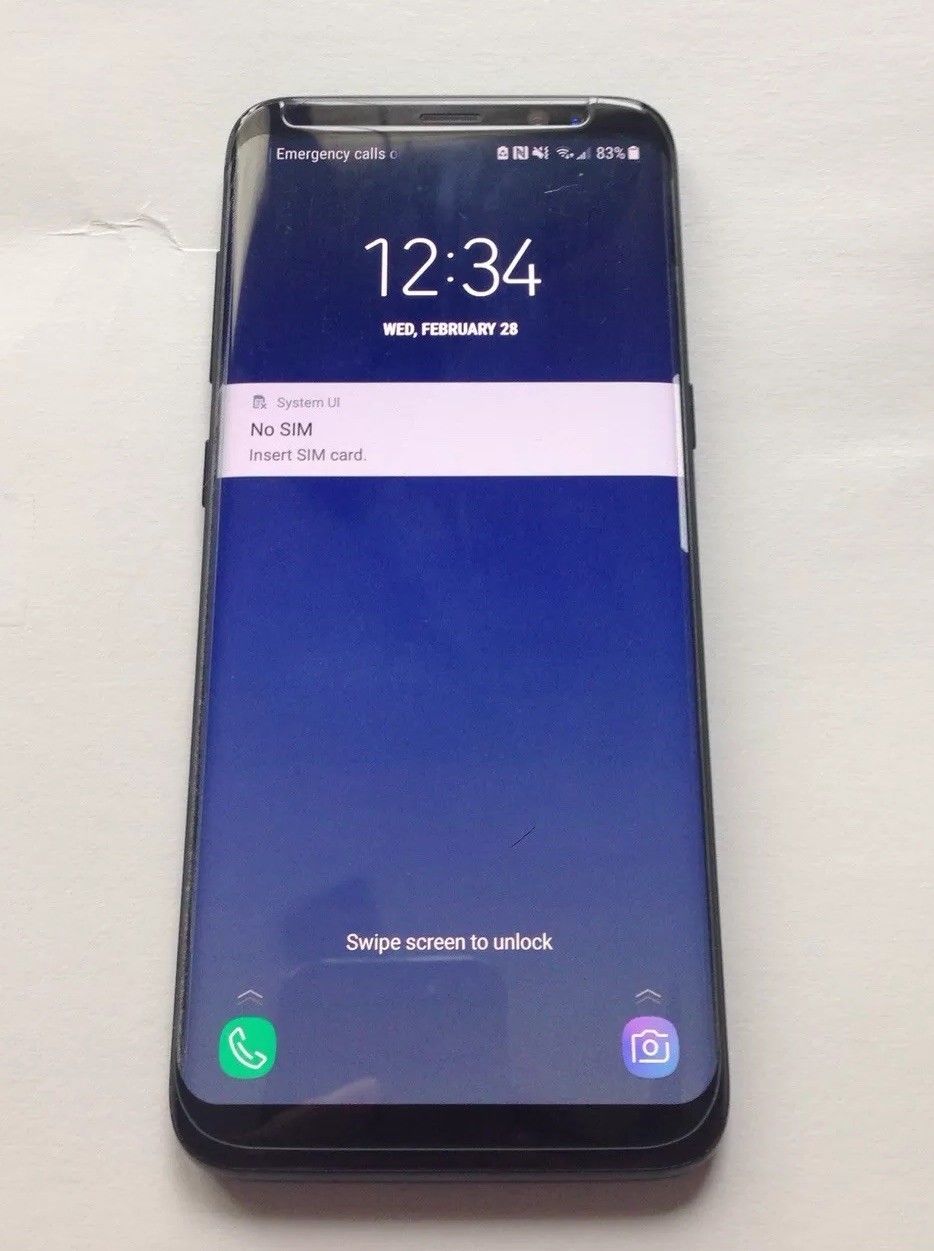 Emergency calls o
83%
12:34
WED, FEBRUARY 28
System UI
No SIM
Insert SIM card.
Swipe screen to unlock